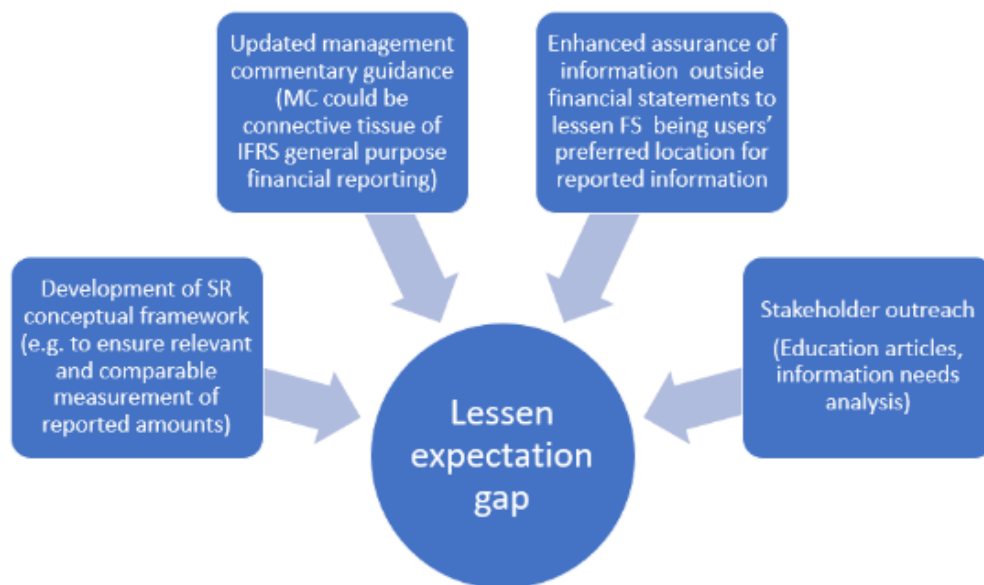 Updated management
commentary guidance
(MC could be
connective tissue of
IFRS general purpose
financial reporting)
Enhanced assurance of
information outside
financial statements to
lessen FS being users'
preferred location for
reported information
Development of SR
conceptual framework
(e.g. to ensure relevant
and comparable
measurement of
reported amounts)
Stakeholder outreach
(Education articles,
information needs
analysis)
Lessen
expectation
gap